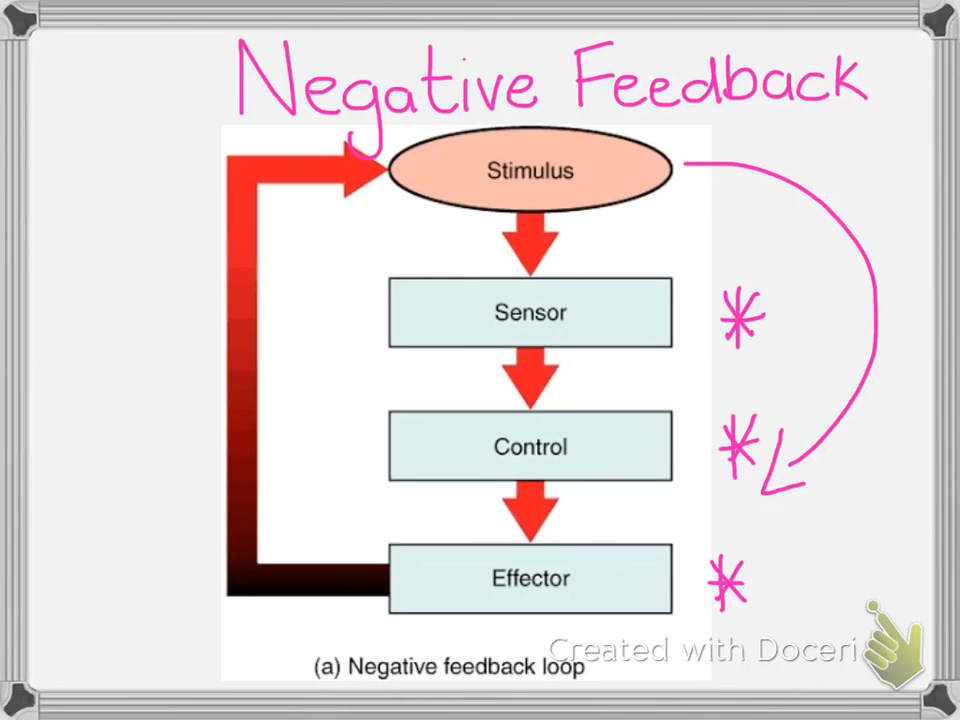 Negative Feedback
Stimulus
Sensor
Control
Effector
Created with Doceri
(a) Negative feedback loop